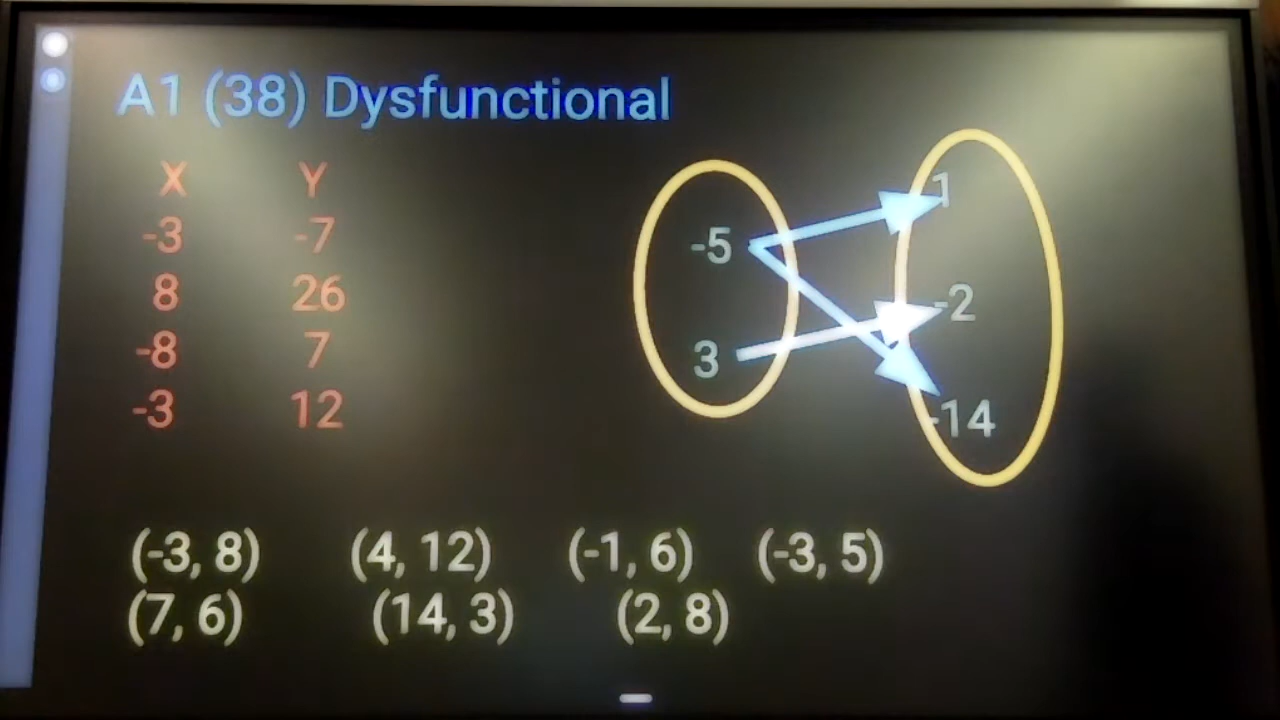 A1 (38) Dysfunctional
X Y
-3 -7
8 26
-8 7
-3 12
-5
3
1
-2
-14
(-3, 8) (4, 12) (-1, 6) (-3, 5)
(7, 6) (14, 3) (2, 8)